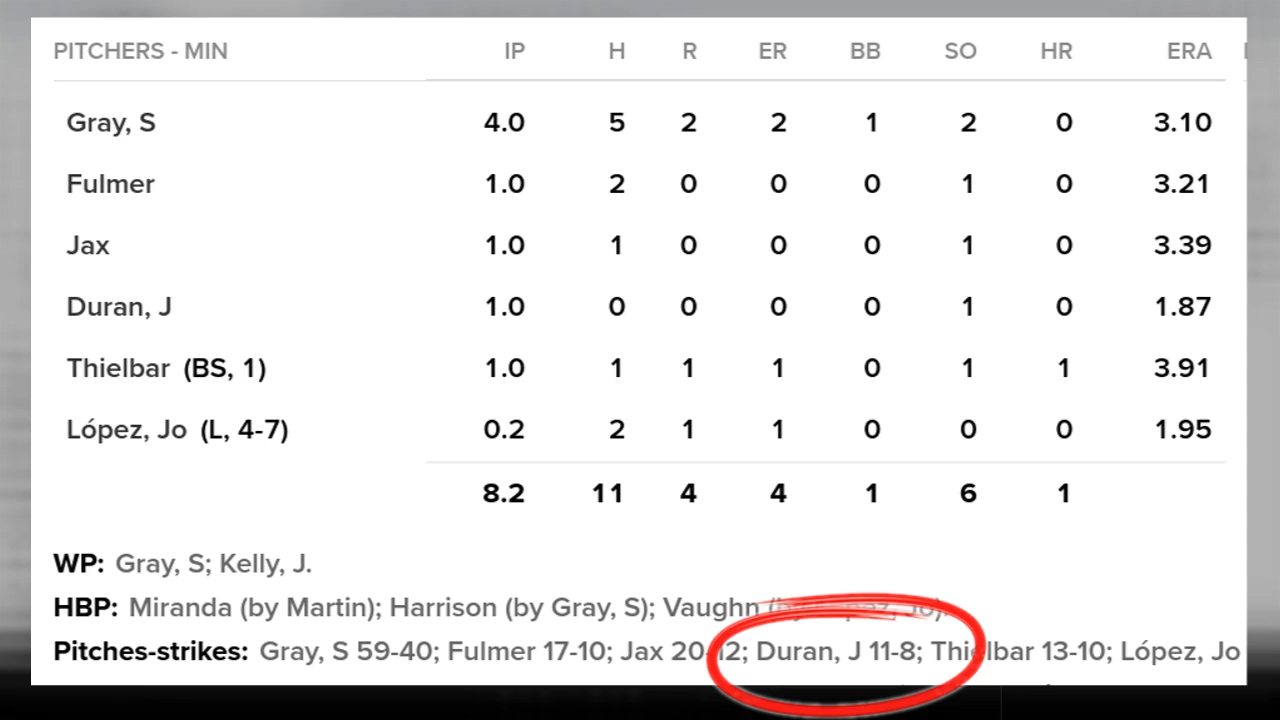 PITCHERS - MIN IP H R ER BB SO HR ERA
Gray, S 4.0 5 2 2 1 2 0 3.10
Fulmer 1.0 2 0 0 0 1 0 3.21
Jax 1.0 1 0 0 0 1 0 3.39
Duran, J 1.0 0 0 0 0 1 0 1.87
Thielbar (BS, 1) 1.0 1 1 1 0 1 1 3.91
López, Jo (L, 4-7) 0.2 2 1 1 0 0 0 1.95
8.2 11 4 4 1 6 1
WP: Gray, S; Kelly, J.
HBP: Miranda (by Martin); Harrison (by Gray, S); Vaughn (by López, Jo).
Pitches-strikes: Gray, S 59-40; Fulmer 17-10; Jax 20-12; Duran, J 11-8; Thielbar 13-10; López, Jo